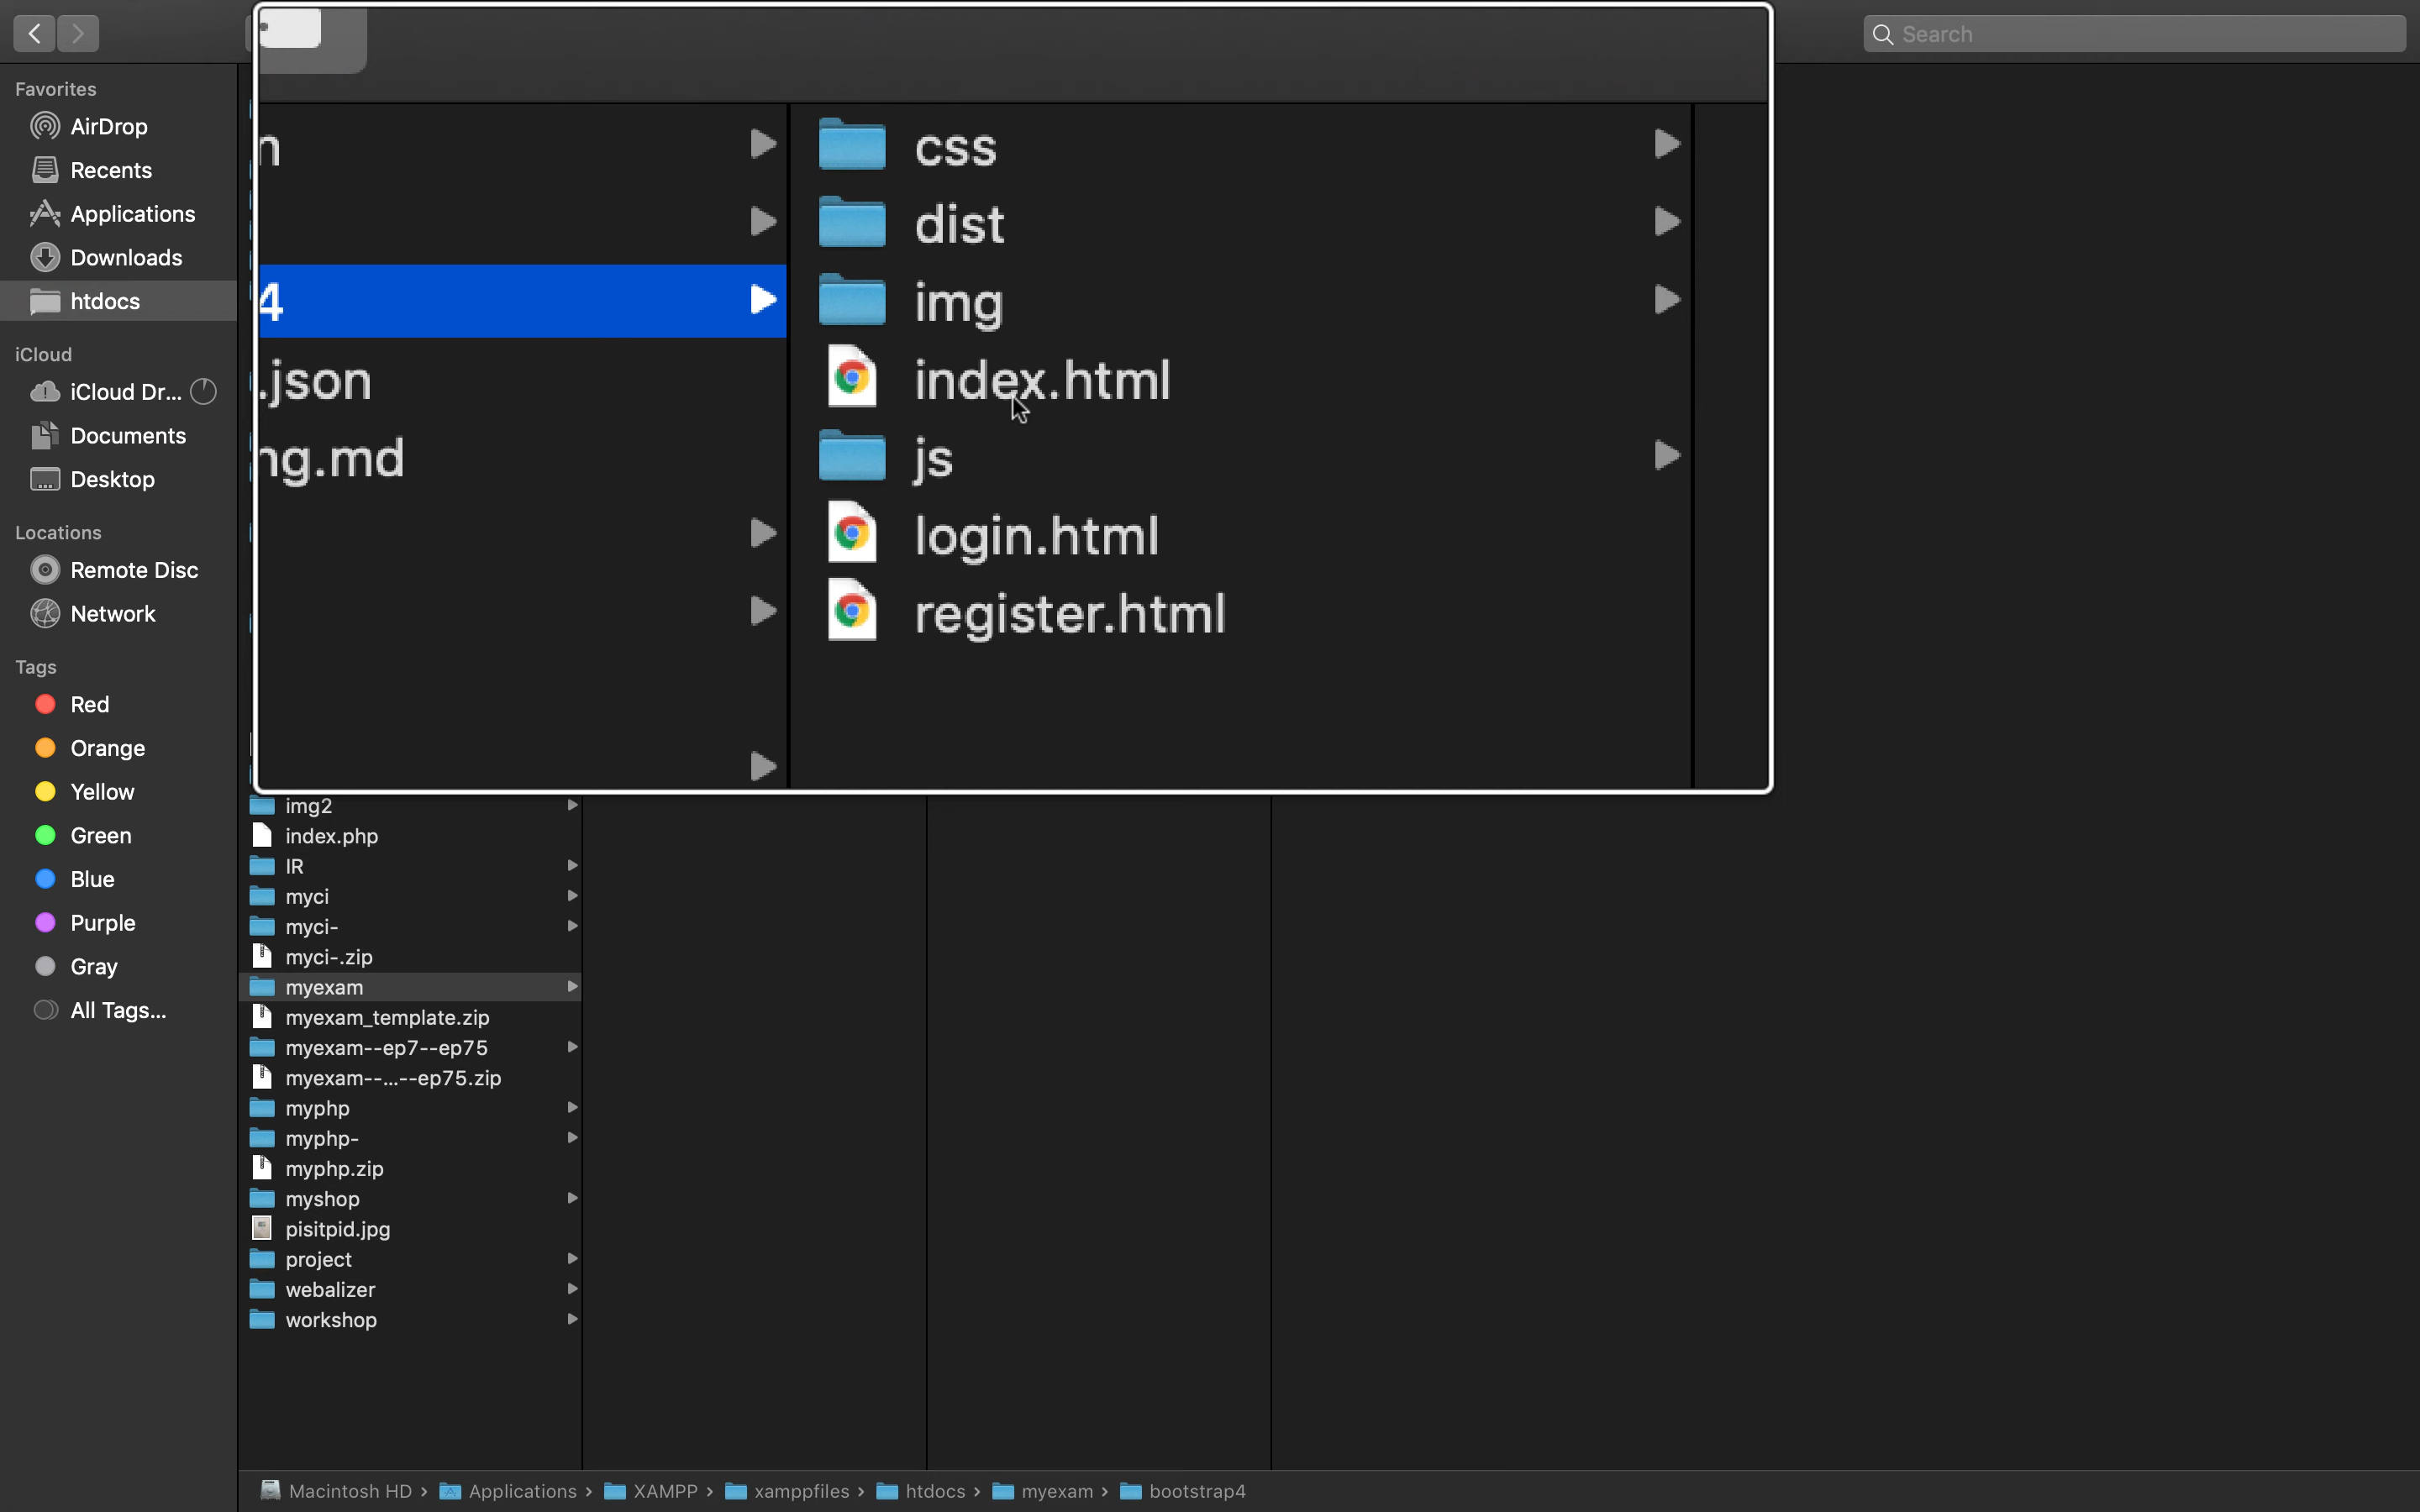 Search
Favorites
AirDrop
Recents
Applications
Downloads
htdocs
iCloud
iCloud Dr...
Documents
Desktop
Locations
Remote Disc
Network
Tags
Red
Orange
Yellow
Green
Blue
Purple
Gray
All Tags...
n
4
.json
ng.md
css
dist
img
index.html
js
login.html
register.html
img2
index.php
IR
myci
myci-
myci-.zip
myexam
myexam_template.zip
myexam--ep7--ep75
myexam--...--ep75.zip
myphp
myphp-
myphp.zip
myshop
pisitpid.jpg
project
webalizer
workshop
Macintosh HD › Applications › XAMPP › xamppfiles › htdocs › myexam › bootstrap4